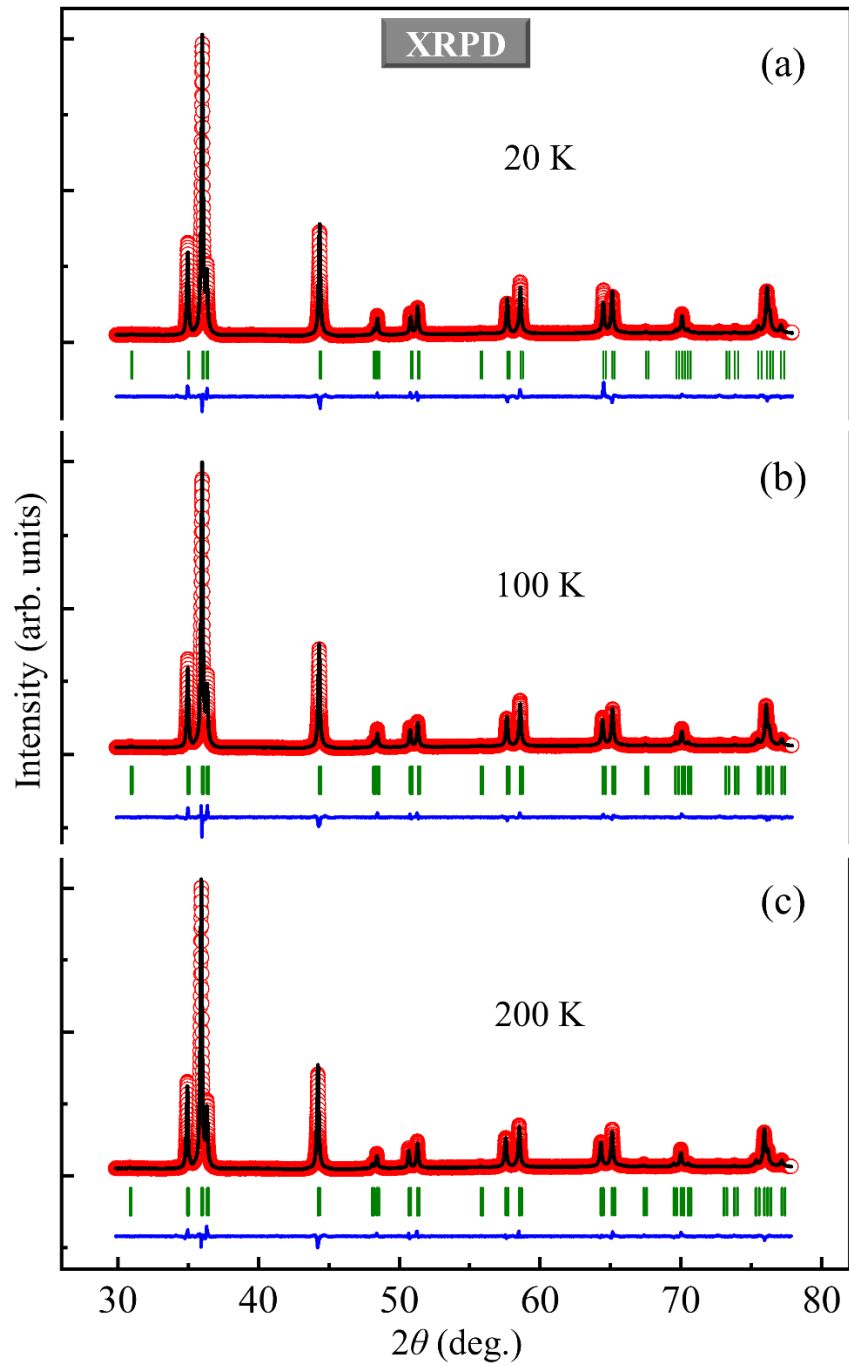 XRPD
(a)
20 K
(b)
100 K
(c)
200 K
Intensity (arb. units)
30 40 50 60 70 80
2θ (deg.)